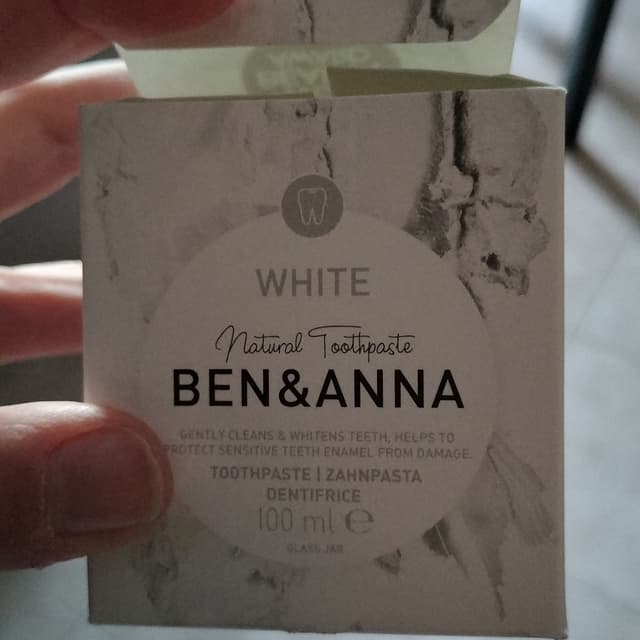 WHITE
Natural Toothpaste
BEN&ANNA
GENTLY CLEANS & WHITENS TEETH, HELPS TO
PROTECT SENSITIVE TEETH ENAMEL FROM DAMAGE.
TOOTHPASTE | ZAHNPASTA
DENTIFRICE
100 ml ℮
GLASS JAR